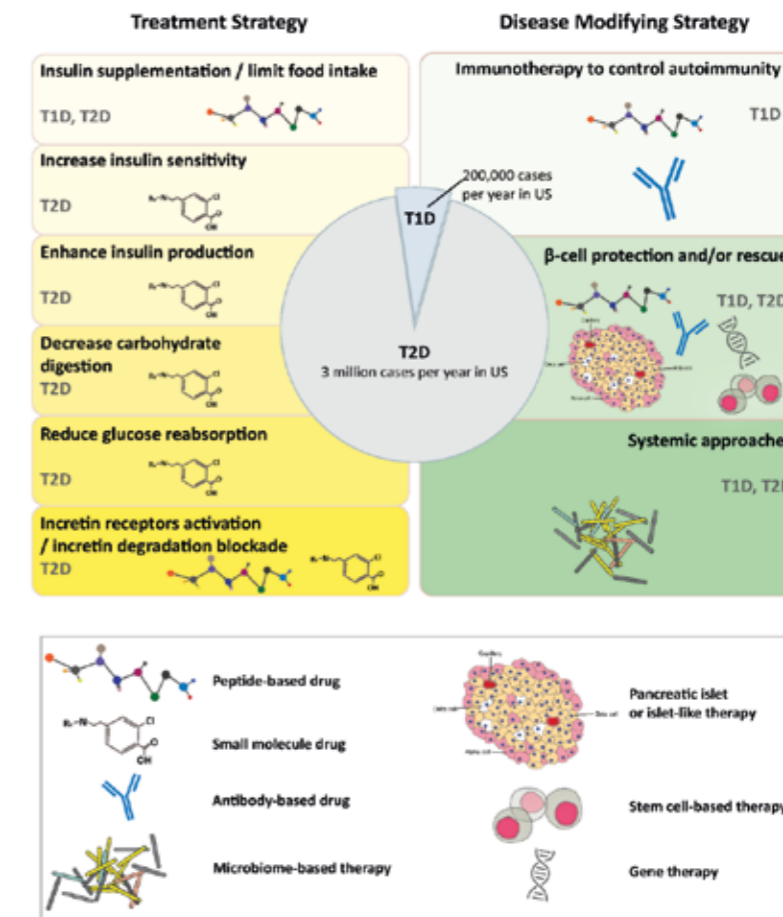 Treatment Strategy
Disease Modifying Strategy
Insulin supplementation / limit food intake
T1D, T2D
Increase insulin sensitivity
T2D
Enhance insulin production
T2D
Decrease carbohydrate
digestion
T2D
Reduce glucose reabsorption
T2D
Incretin receptors activation
/ incretin degradation blockade
T2D
Immunotherapy to control autoimmunity
T1D
200,000 cases
per year in US
T1D
T2D
3 million cases per year in US
β-cell protection and/or rescue
T1D, T2D
Systemic approache
T1D, T2D
Peptide-based drug
Small molecule drug
Antibody-based drug
Microbiome-based therapy
Pancreatic islet
or islet-like therapy
Stem cell-based therapy
Gene therapy